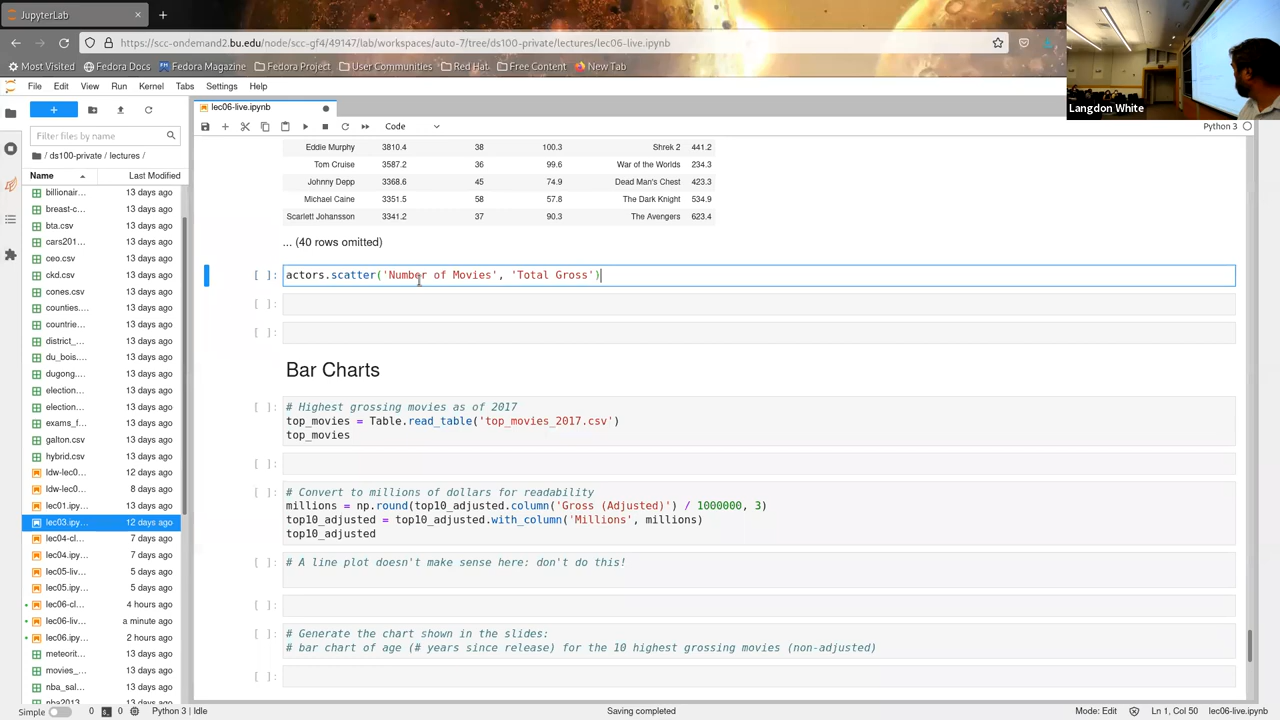 JupyterLab
https://scc-ondemand2.bu.edu/node/scc-gf4/49147/lab/workspaces/auto-7/tree/ds100-private/lectures/lec06-live.ipynb
Most Visited Fedora Docs Fedora Magazine Fedora Project User Communities Red Hat Free Content New Tab
Langdon White
File Edit View Run Kernel Tabs Settings Help
lec06-live.ipynb
Code
Python 3
Filter files by name
/ ds100-private / lectures /
Name Last Modified
billionair... 13 days ago
breast-c... 13 days ago
bta.csv 13 days ago
cars201... 13 days ago
ceo.csv 13 days ago
ckd.csv 13 days ago
cones.csv 13 days ago
counties.... 13 days ago
countrie... 13 days ago
district_... 13 days ago
du_bois.... 13 days ago
dugong.... 13 days ago
election... 13 days ago
election... 13 days ago
exams_f... 13 days ago
galton.csv 13 days ago
hybrid.csv 13 days ago
ldw-lec0... 12 days ago
ldw-lec0... 8 days ago
lec01.ipy... 13 days ago
lec03.ipy... 12 days ago
lec04-cl... 7 days ago
lec04.ipy... 7 days ago
lec05-liv... 5 days ago
lec05.ipy... 5 days ago
lec06-cl... 4 hours ago
lec06-liv... a minute ago
lec06.ipy... 2 hours ago
meteorit... 13 days ago
movies_... 13 days ago
nba_sal... 13 days ago
nba2013... 13 days ago
Eddie Murphy 3810.4 38 100.3 Shrek 2 441.2
Tom Cruise 3587.2 36 99.6 War of the Worlds 234.3
Johnny Depp 3368.6 45 74.9 Dead Man's Chest 423.3
Michael Caine 3351.5 58 57.8 The Dark Knight 534.9
Scarlett Johansson 3341.2 37 90.3 The Avengers 623.4
... (40 rows omitted)
[ ]: actors.scatter('Number of Movies', 'Total Gross')
[ ]:
[ ]:
Bar Charts
[ ]: # Highest grossing movies as of 2017
top_movies = Table.read_table('top_movies_2017.csv')
top_movies
[ ]:
[ ]: # Convert to millions of dollars for readability
millions = np.round(top10_adjusted.column('Gross (Adjusted)') / 1000000, 3)
top10_adjusted = top10_adjusted.with_column('Millions', millions)
top10_adjusted
[ ]: # A line plot doesn't make sense here: don't do this!
[ ]:
[ ]: # Generate the chart shown in the slides:
# bar chart of age (# years since release) for the 10 highest grossing movies (non-adjusted)
[ ]:
Simple 0 0 Python 3 | Idle Saving completed Mode: Edit Ln 1, Col 50 lec06-live.ipynb